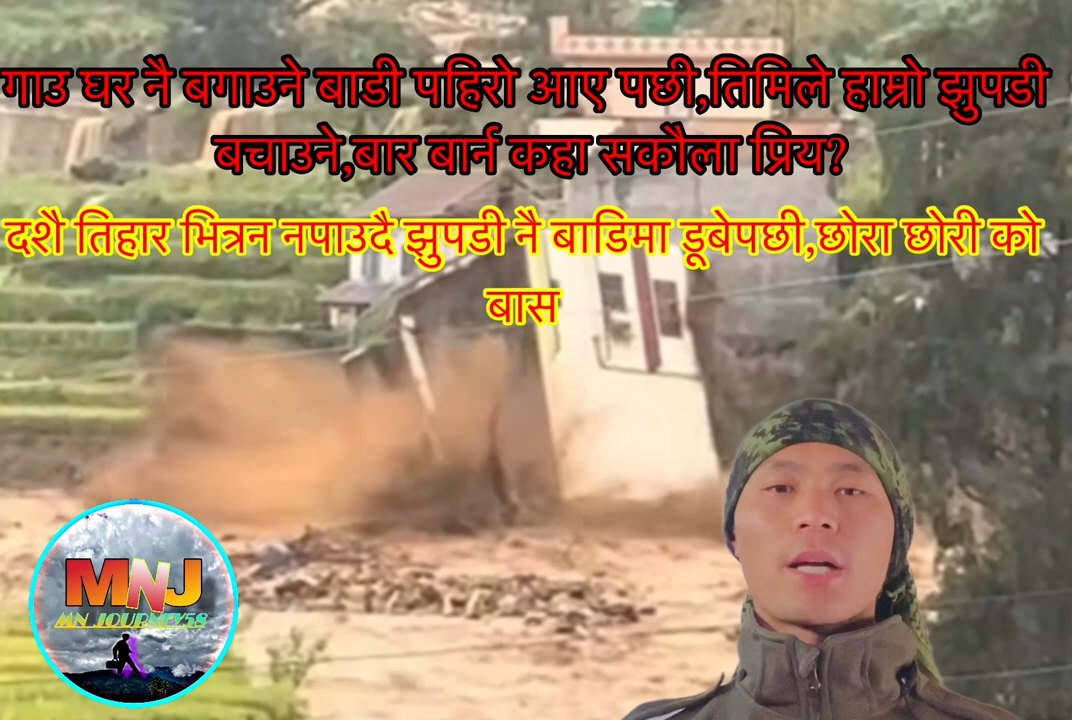 गाउ घर नै बगाउने बाडी पहिरो आए पछी,तिमिले हाम्रो झुपडी
बचाउने,बार बार्न कहा सकौला प्रिय?
दशै तिहार भित्रन नपाउदै झुपडी नै बाडिमा डूबेपछी,छोरा छोरी को
बास
MNJ
MN JOURNEY58